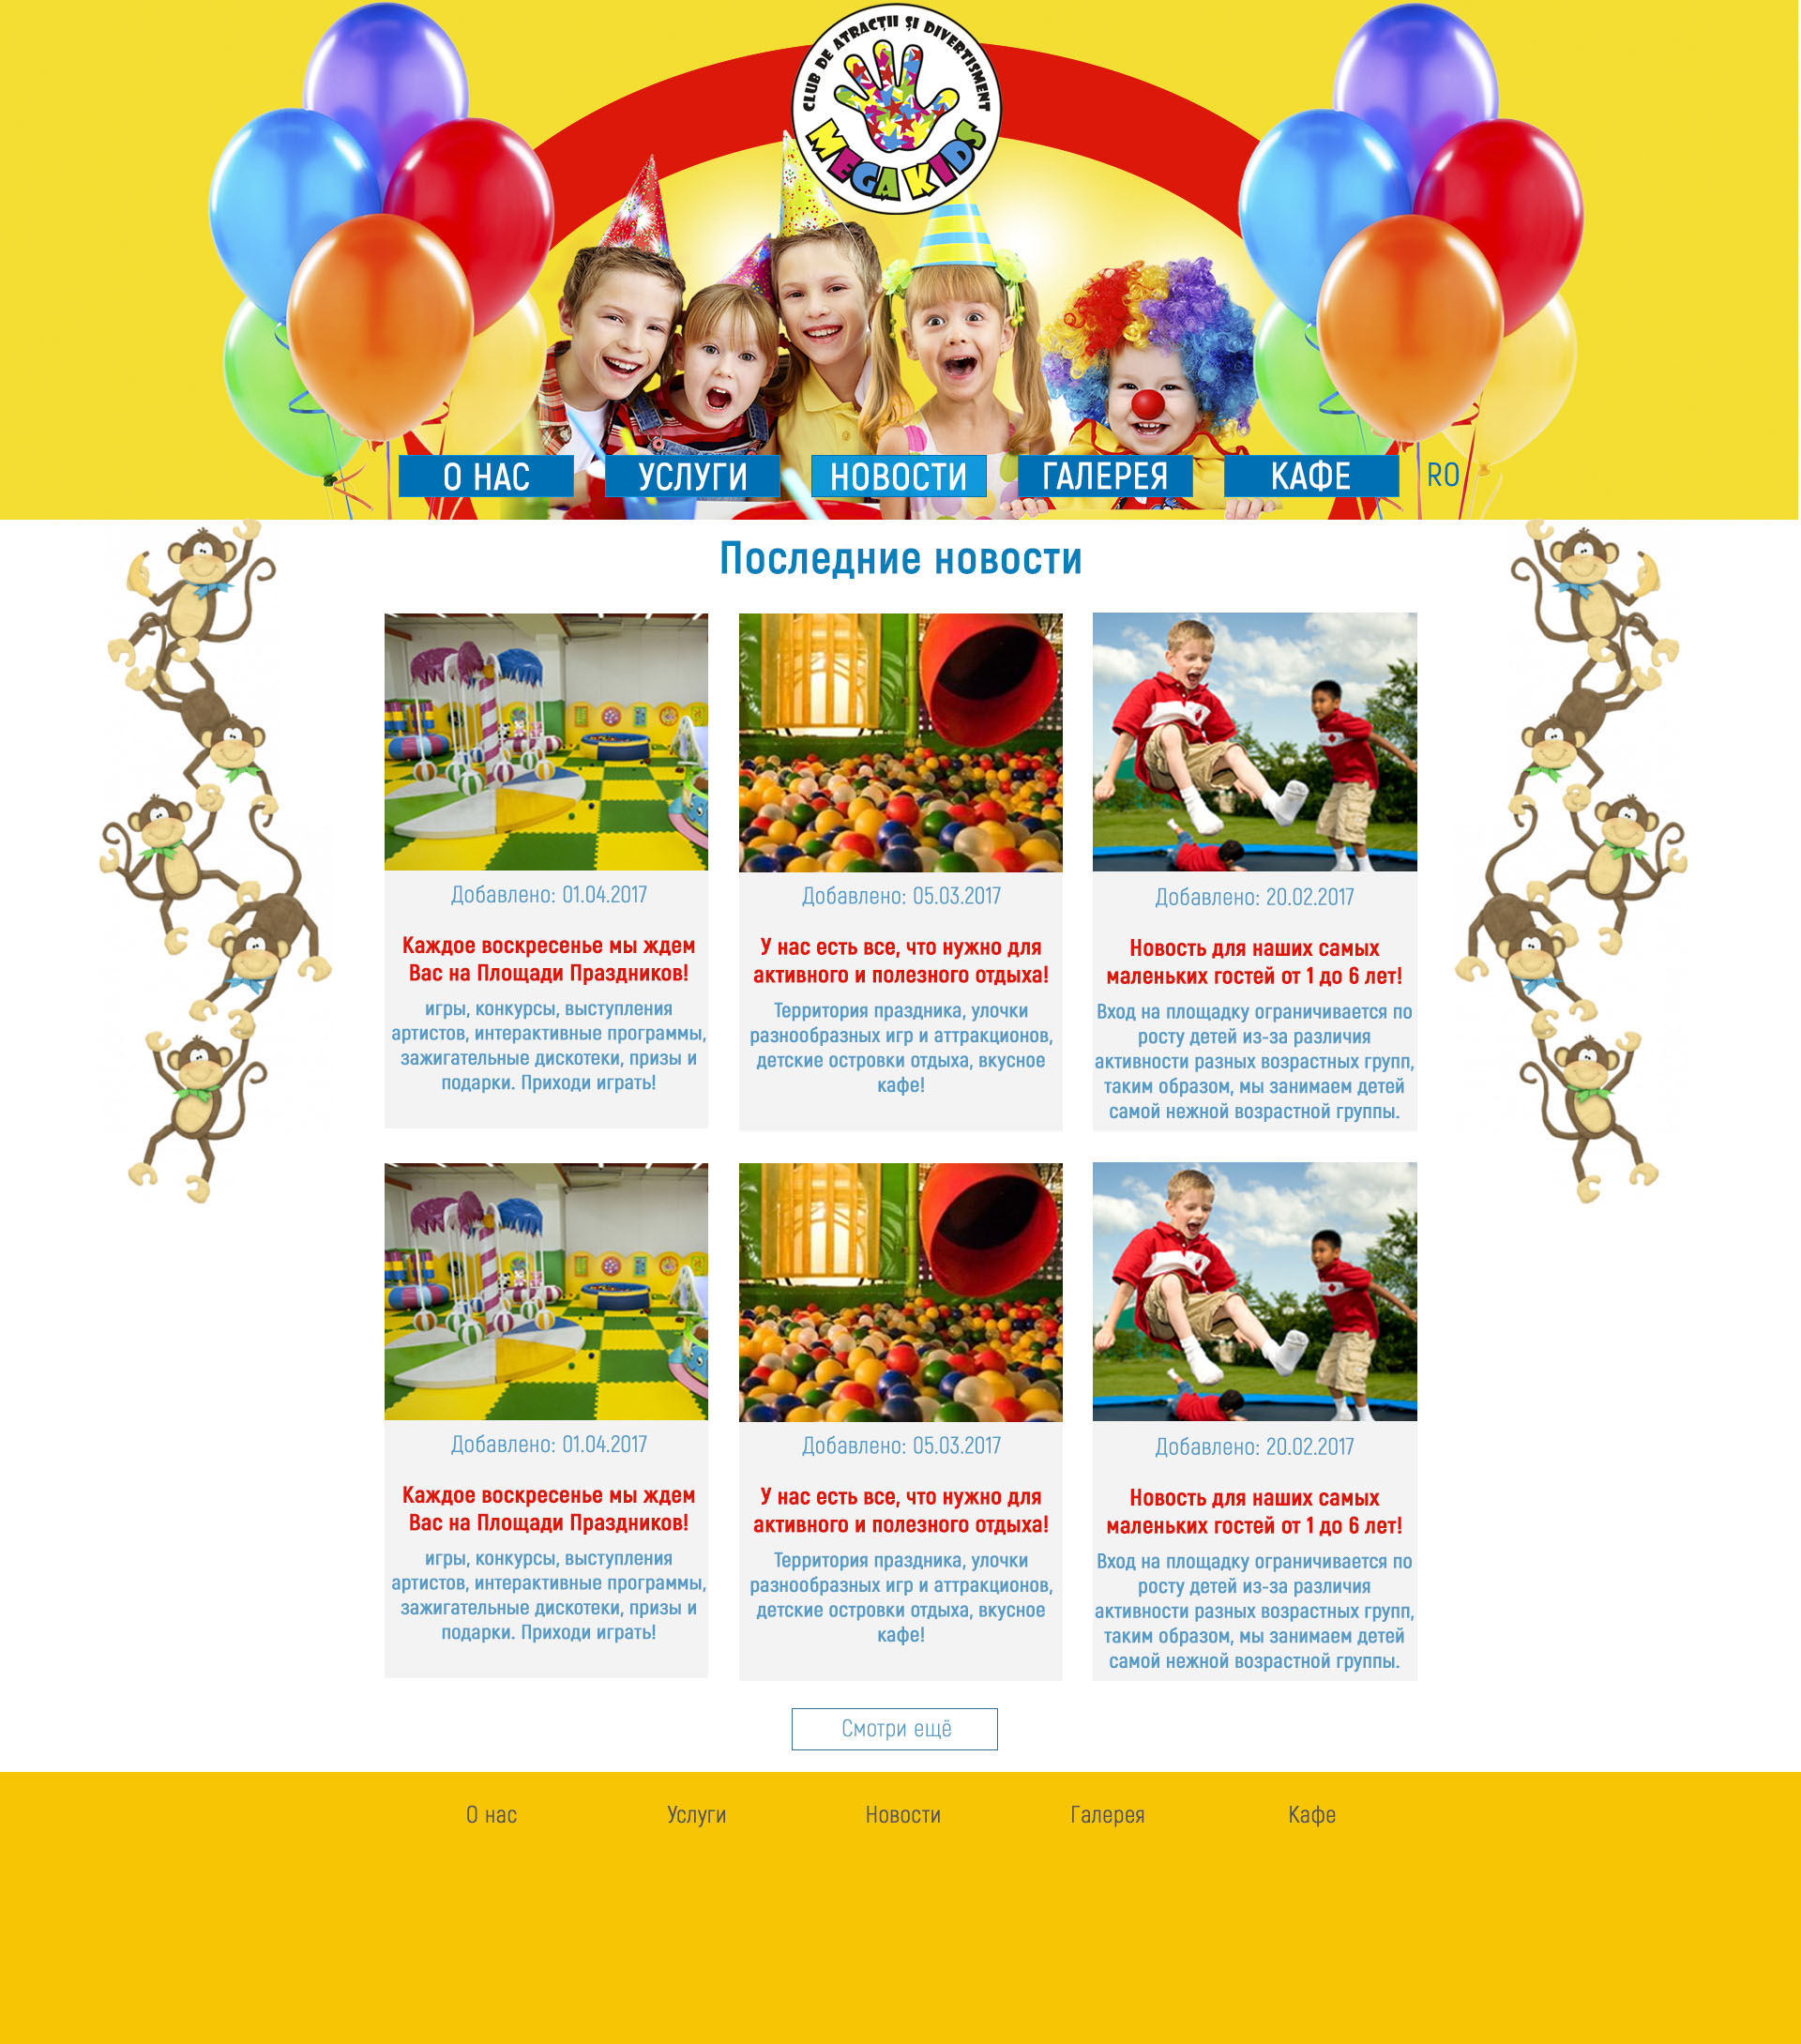 CLUB DE ATRACȚII ȘI DIVERTISMENT
MEGA KIDS
О НАС
УСЛУГИ
НОВОСТИ
ГАЛЕРЕЯ
КАФЕ
RO
Последние новости
Добавлено: 01.04.2017
Каждое воскресенье мы ждем
Вас на Площади Праздников!
игры, конкурсы, выступления
артистов, интерактивные программы,
зажигательные дискотеки, призы и
подарки. Приходи играть!
Добавлено: 05.03.2017
У нас есть все, что нужно для
активного и полезного отдыха!
Территория праздника, улочки
разнообразных игр и аттракционов,
детские островки отдыха, вкусное
кафе!
Добавлено: 20.02.2017
Новость для наших самых
маленьких гостей от 1 до 6 лет!
Вход на площадку ограничивается по
росту детей из-за различия
активности разных возрастных групп,
таким образом, мы занимаем детей
самой нежной возрастной группы.
Добавлено: 01.04.2017
Каждое воскресенье мы ждем
Вас на Площади Праздников!
игры, конкурсы, выступления
артистов, интерактивные программы,
зажигательные дискотеки, призы и
подарки. Приходи играть!
Добавлено: 05.03.2017
У нас есть все, что нужно для
активного и полезного отдыха!
Территория праздника, улочки
разнообразных игр и аттракционов,
детские островки отдыха, вкусное
кафе!
Добавлено: 20.02.2017
Новость для наших самых
маленьких гостей от 1 до 6 лет!
Вход на площадку ограничивается по
росту детей из-за различия
активности разных возрастных групп,
таким образом, мы занимаем детей
самой нежной возрастной группы.
Смотри ещё
О нас
Услуги
Новости
Галерея
Кафе